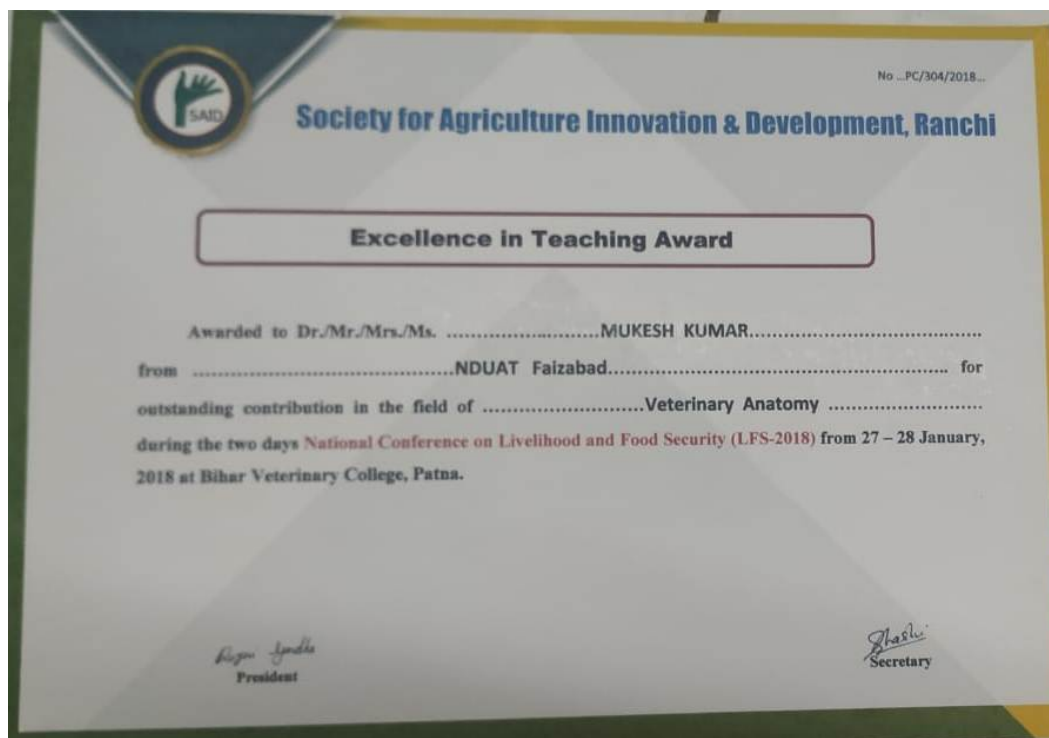 No ...PC/304/2018...
SAID
Society for Agriculture Innovation & Development, Ranchi
Excellence in Teaching Award
Awarded to Dr./Mr./Mrs./Ms. ..........................MUKESH KUMAR........................................
from ..........................................NDUAT Faizabad....................................................... for
outstanding contribution in the field of ..........................Veterinary Anatomy ..........................
during the two days National Conference on Livelihood and Food Security (LFS-2018) from 27 – 28 January,
2018 at Bihar Veterinary College, Patna.
Shashi
President
Secretary